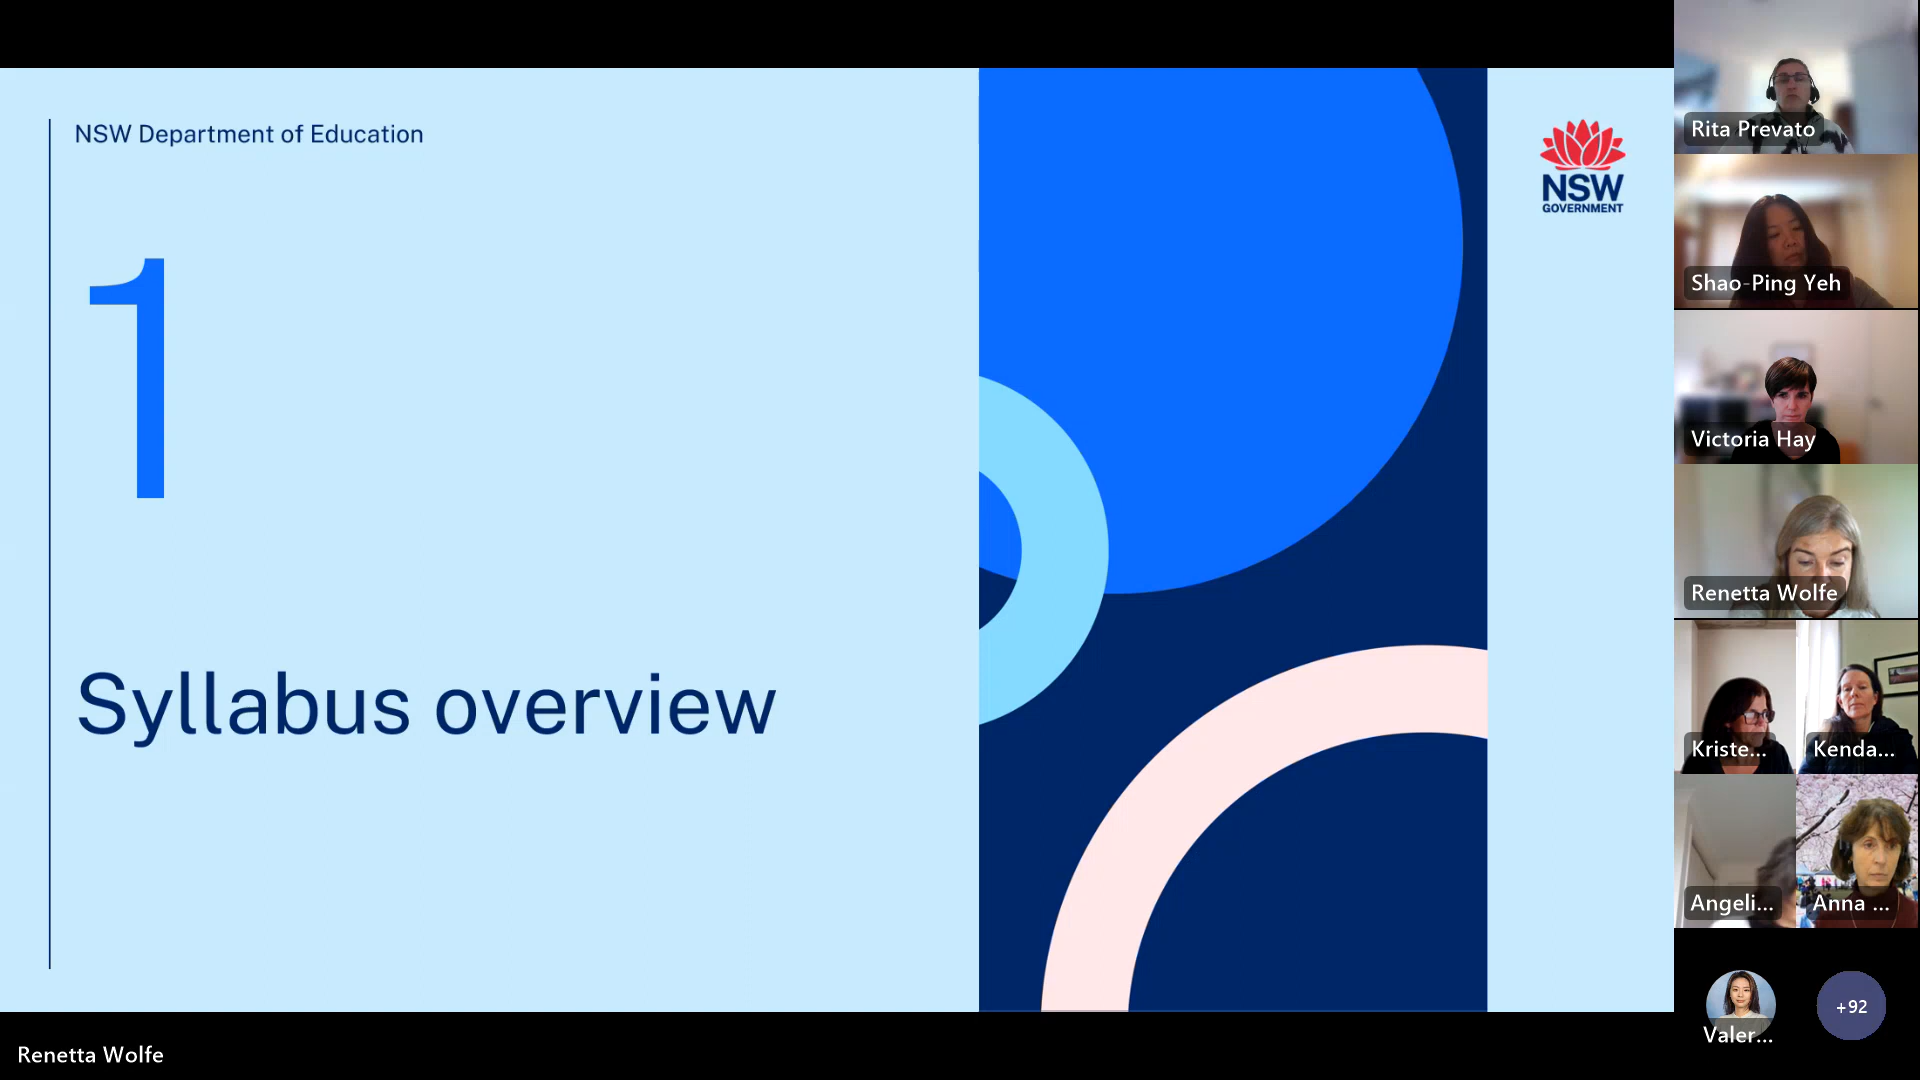 NSW Department of Education
1
Syllabus overview
NSW
GOVERNMENT
Rita Prevato
Shao-Ping Yeh
Victoria Hay
Renetta Wolfe
Kriste...
Kenda...
Angeli...
Anna ...
Valer...
+92
Renetta Wolfe